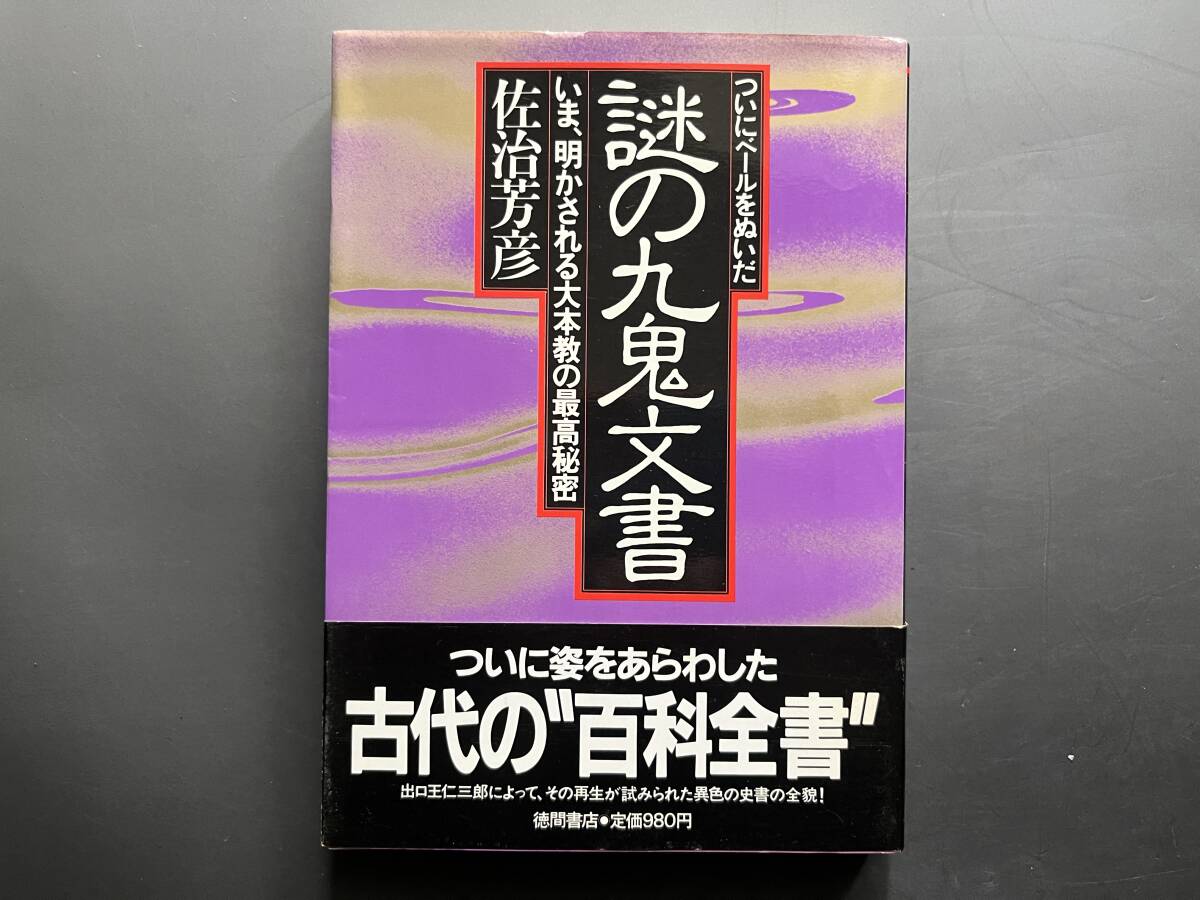 ついにベールをぬいだ
謎の九鬼文書
いま、明かされる大本教の最高秘密
佐治芳彦
ついに姿をあらわした
古代の"百科全書"
出口王仁三郎によって、その再生が試みられた異色の史書の全貌！
徳間書店●定価980円